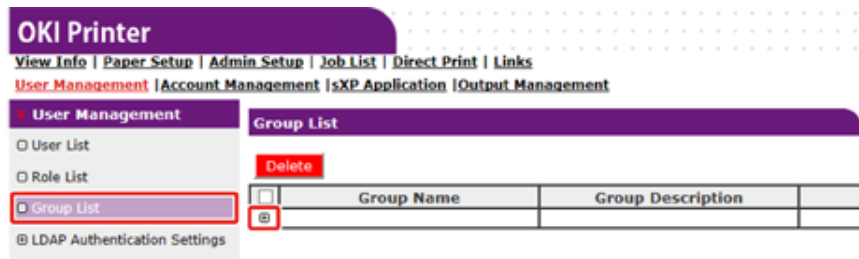 OKI Printer
View Info | Paper Setup | Admin Setup | Job List | Direct Print | Links
User Management |Account Management |sXP Application |Output Management
User Management
User List
Role List
Group List
LDAP Authentication Settings
Group List
Delete
Group Name Group Description